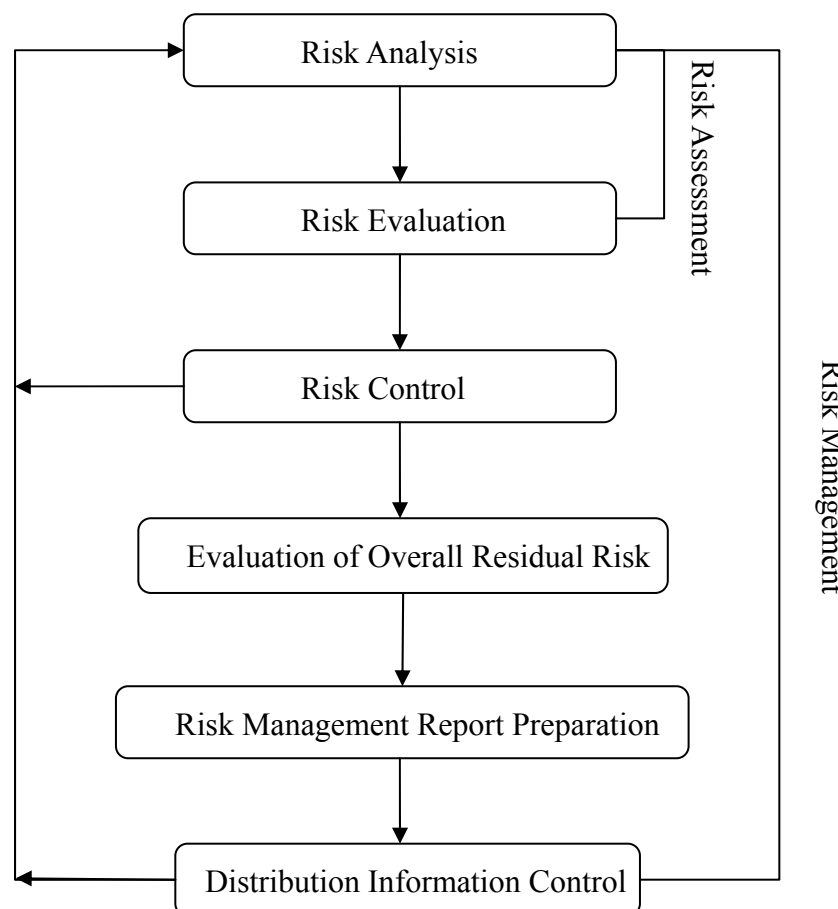 Risk Analysis
Risk Assessment
Risk Evaluation
Risk Control
Risk Management
Evaluation of Overall Residual Risk
Risk Management Report Preparation
Distribution Information Control